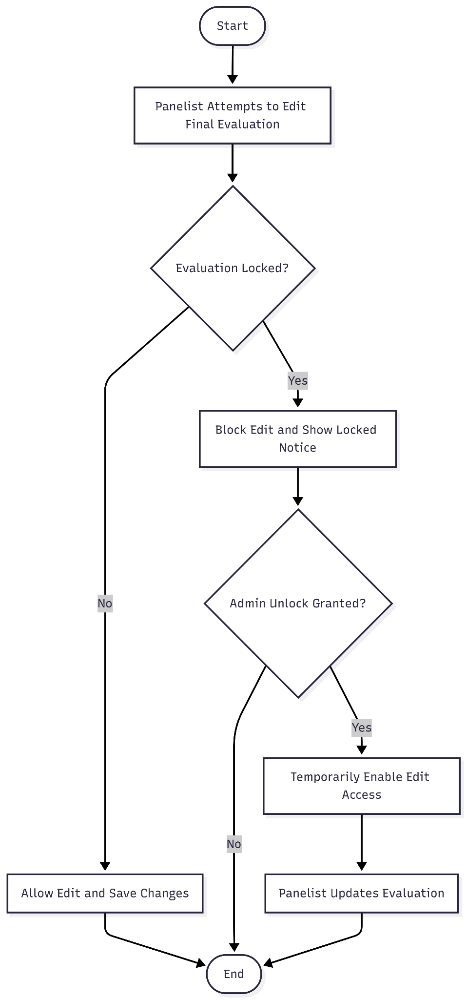 Start
Panelist Attempts to Edit
Final Evaluation
Evaluation Locked?
Yes
Block Edit and Show Locked
Notice
No
Admin Unlock Granted?
Yes
Temporarily Enable Edit
Access
No
Allow Edit and Save Changes
Panelist Updates Evaluation
End